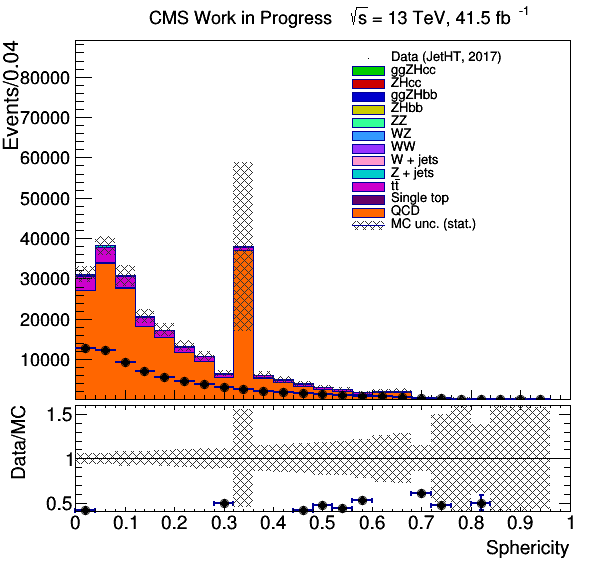 CMS Work in Progress √s = 13 TeV, 41.5 fb⁻¹
Events/0.04
80000
70000
60000
50000
40000
30000
20000
10000
Data (JetHT, 2017)
ggZHcc
ZHcc
ggZHbb
ZHbb
ZZ
WZ
WW
W + jets
Z + jets
tt̄
Single top
QCD
MC unc. (stat.)
Data/MC
1.5
1
0.5
0 0.1 0.2 0.3 0.4 0.5 0.6 0.7 0.8 0.9 1
Sphericity